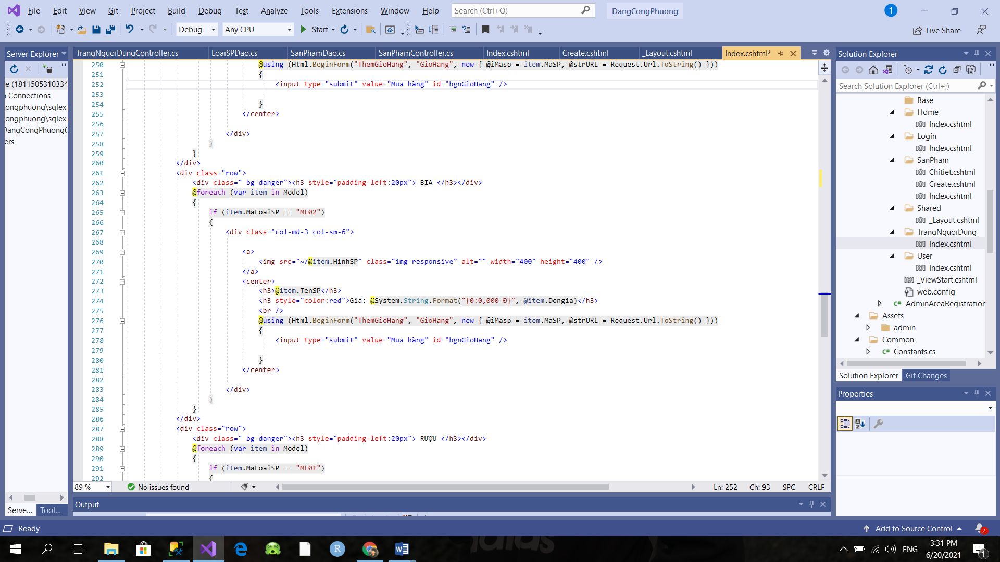 File Edit View Git Project Build Debug Test Analyze Tools Extensions Window Help Search (Ctrl+Q) DangCongPhuong 1
Debug Any CPU Start Live Share
Server Explorer
e (1811505310334
Connections
ongphuong\sqlex
ongphuong\sqlex
DangCongPhuong
ers
Serve... Tool...
TrangNguoiDungController.cs LoaiSPDao.cs SanPhamDao.cs SanPhamController.cs Index.cshtml Create.cshtml _Layout.cshtml Index.cshtml*
250 @using (Html.BeginForm("ThemGioHang", "GioHang", new { @iMasp = item.MaSP, @strURL = Request.Url.ToString() }))
251 {
252 <input type="submit" value="Mua hàng" id="bgnGioHang" />
253
254 }
255 </center>
256
257 </div>
258 }
259 }
260 </div>
261 <div class="row">
262 <div class=" bg-danger"><h3 style="padding-left:20px"> BIA </h3></div>
263 @foreach (var item in Model)
264 {
265 if (item.MaLoaiSP == "ML02")
266 {
267 <div class="col-md-3 col-sm-6">
268
269 <a>
270 <img src="~/@item.HinhSP" class="img-responsive" alt="" width="400" height="400" />
271 </a>
272 <center>
273 <h3>@item.TenSP</h3>
274 <h3 style="color:red">Giá: @System.String.Format("{0:0,000 Đ}", @item.Dongia)</h3>
275 <br />
276 @using (Html.BeginForm("ThemGioHang", "GioHang", new { @iMasp = item.MaSP, @strURL = Request.Url.ToString() }))
277 {
278 <input type="submit" value="Mua hàng" id="bgnGioHang" />
279
280 }
281 </center>
282
283 </div>
284 }
285 }
286 </div>
287 <div class="row">
288 <div class=" bg-danger"><h3 style="padding-left:20px"> RƯỢU </h3></div>
289 @foreach (var item in Model)
290 {
291 if (item.MaLoaiSP == "ML01")
292 {
89 % No issues found Ln: 252 Ch: 93 SPC CRLF
Output
Solution Explorer
Search Solution Explorer (Ctrl+;)
Base
Home
Index.cshtml
Login
Index.cshtml
SanPham
Chitiet.cshtml
Create.cshtml
Index.cshtml
Shared
_Layout.cshtml
TrangNguoiDung
Index.cshtml
User
Index.cshtml
_ViewStart.cshtml
web.config
AdminAreaRegistration
Assets
admin
Common
Constants.cs
Solution Explorer Git Changes
Properties
Ready Add to Source Control 2
ENG 3:31 PM
6/20/2021 1